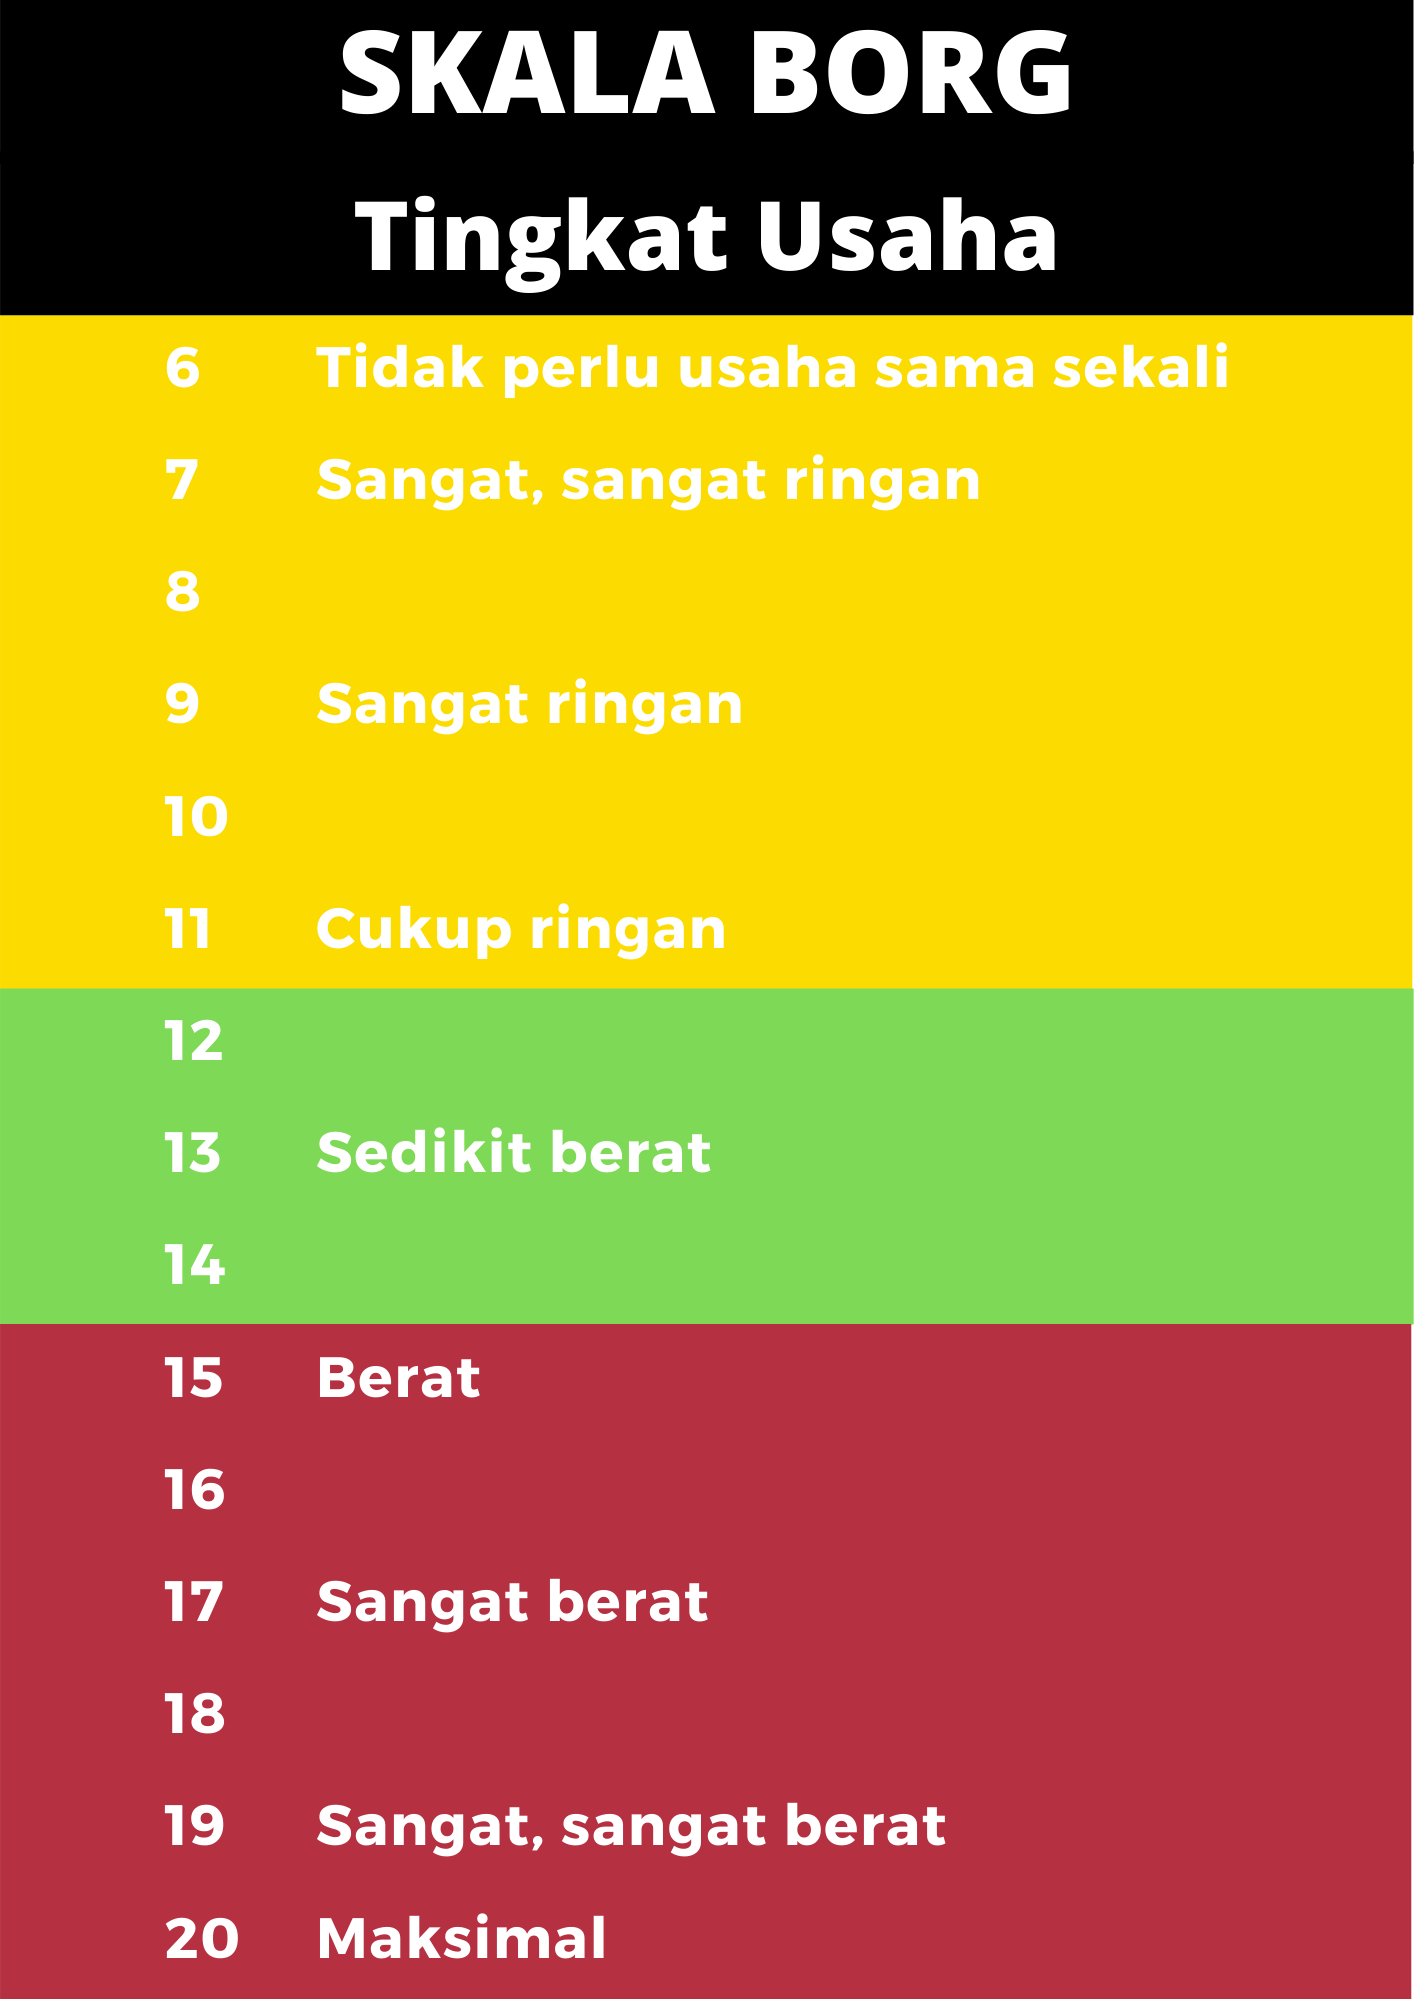 SKALA BORG
Tingkat Usaha
6 Tidak perlu usaha sama sekali
7 Sangat, sangat ringan
8
9 Sangat ringan
10
11 Cukup ringan
12
13 Sedikit berat
14
15 Berat
16
17 Sangat berat
18
19 Sangat, sangat berat
20 Maksimal